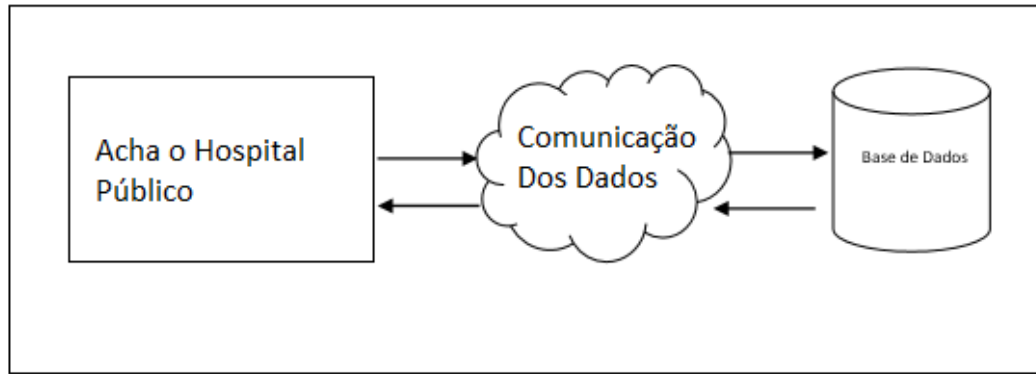 Acha o Hospital
Público
Comunicação
Dos Dados
Base de Dados